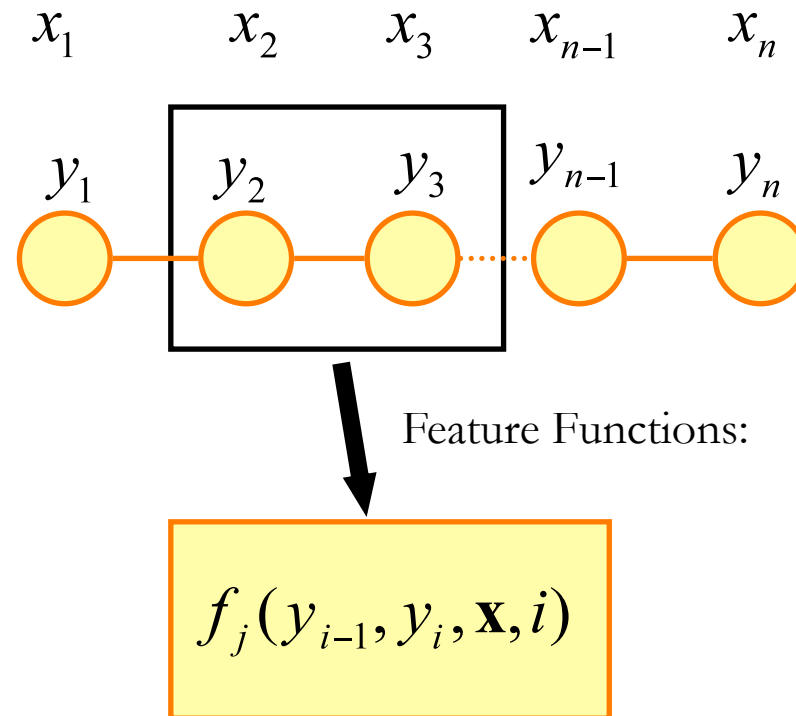 x₁ x₂ x₃ xₙ₋₁ xₙ
y₁ y₂ y₃ yₙ₋₁ yₙ
Feature Functions:
fⱼ(yᵢ₋₁, yᵢ, 𝐱, i)